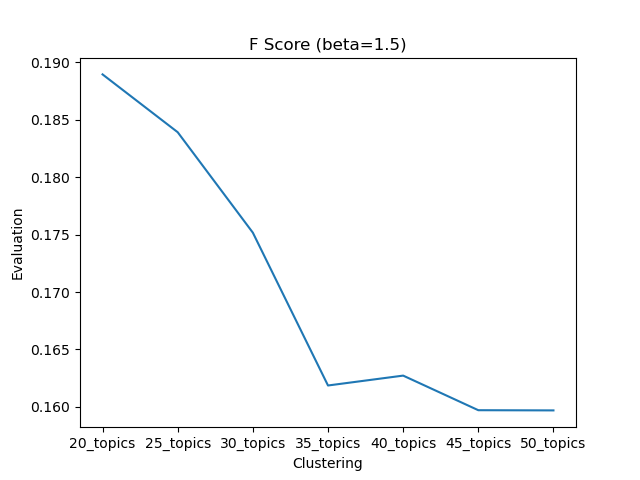 F Score (beta=1.5)
Evaluation
0.190
0.185
0.180
0.175
0.170
0.165
0.160
20_topics 25_topics 30_topics 35_topics 40_topics 45_topics 50_topics
Clustering